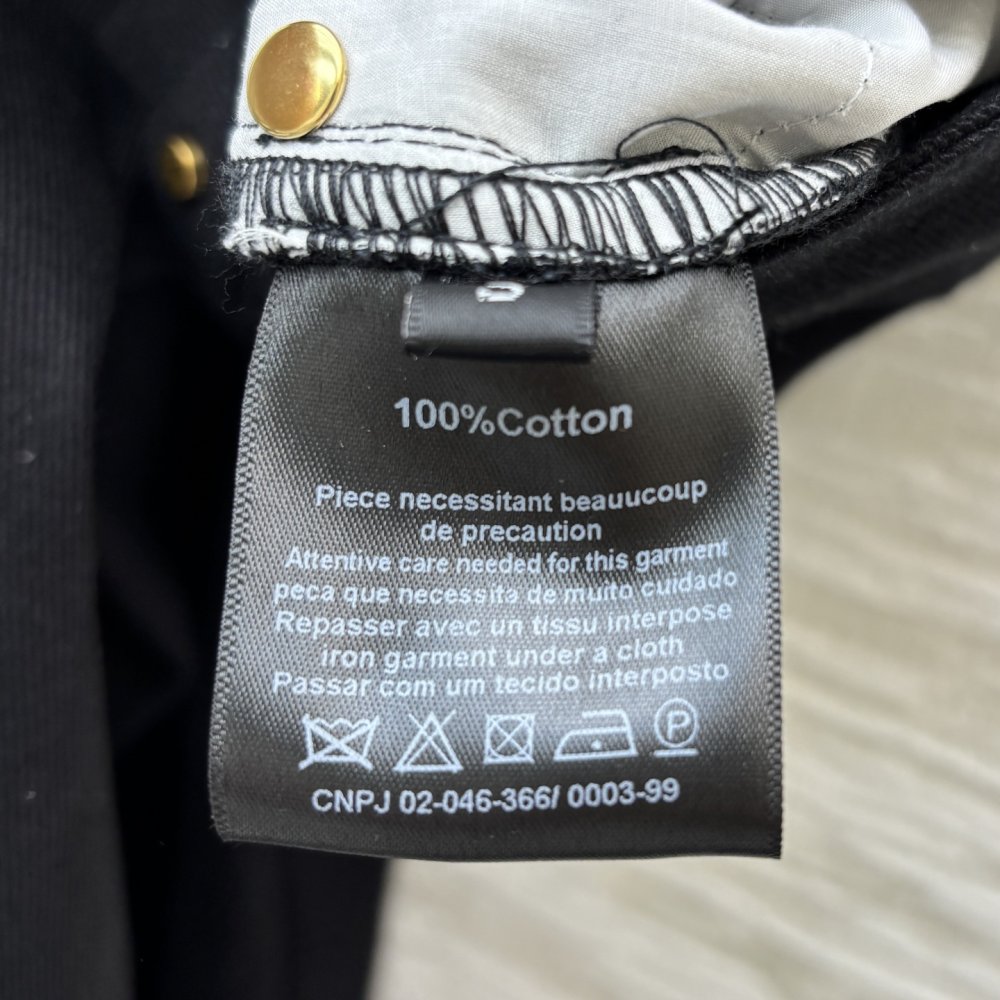 100%Cotton
Piece necessitant beauucoup
de precaution
Attentive care needed for this garment
peca que necessita de muito cuidado
Repasser avec un tissu interpose
iron garment under a cloth
Passar com um tecido interposto
P
CNPJ 02-046-366/ 0003-99